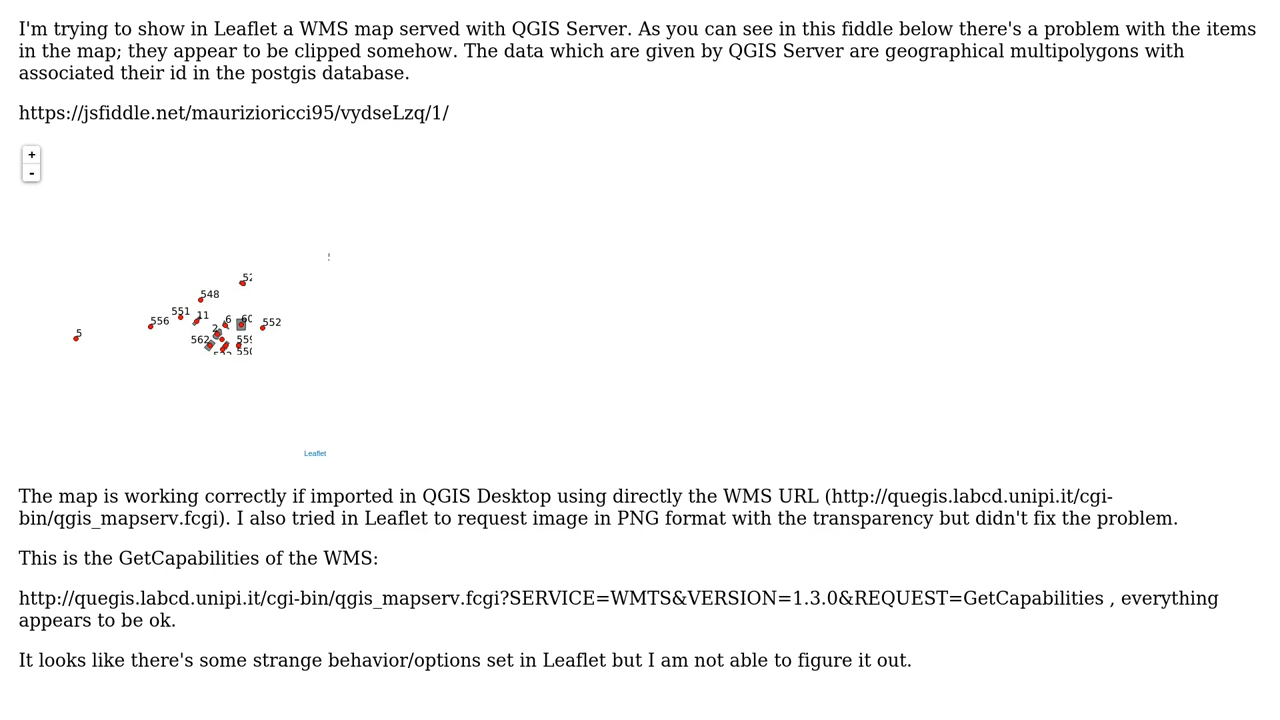 I'm trying to show in Leaflet a WMS map served with QGIS Server. As you can see in this fiddle below there's a problem with the items
in the map; they appear to be clipped somehow. The data which are given by QGIS Server are geographical multipolygons with
associated their id in the postgis database.
https://jsfiddle.net/maurizioricci95/vydseLzq/1/
+
-
548
551
11
6
60
552
556
5
2
562
Leaflet
The map is working correctly if imported in QGIS Desktop using directly the WMS URL (http://quegis.labcd.unipi.it/cgi-
bin/qgis_mapserv.fcgi). I also tried in Leaflet to request image in PNG format with the transparency but didn't fix the problem.
This is the GetCapabilities of the WMS:
http://quegis.labcd.unipi.it/cgi-bin/qgis_mapserv.fcgi?SERVICE=WMTS&VERSION=1.3.0&REQUEST=GetCapabilities , everything
appears to be ok.
It looks like there's some strange behavior/options set in Leaflet but I am not able to figure it out.